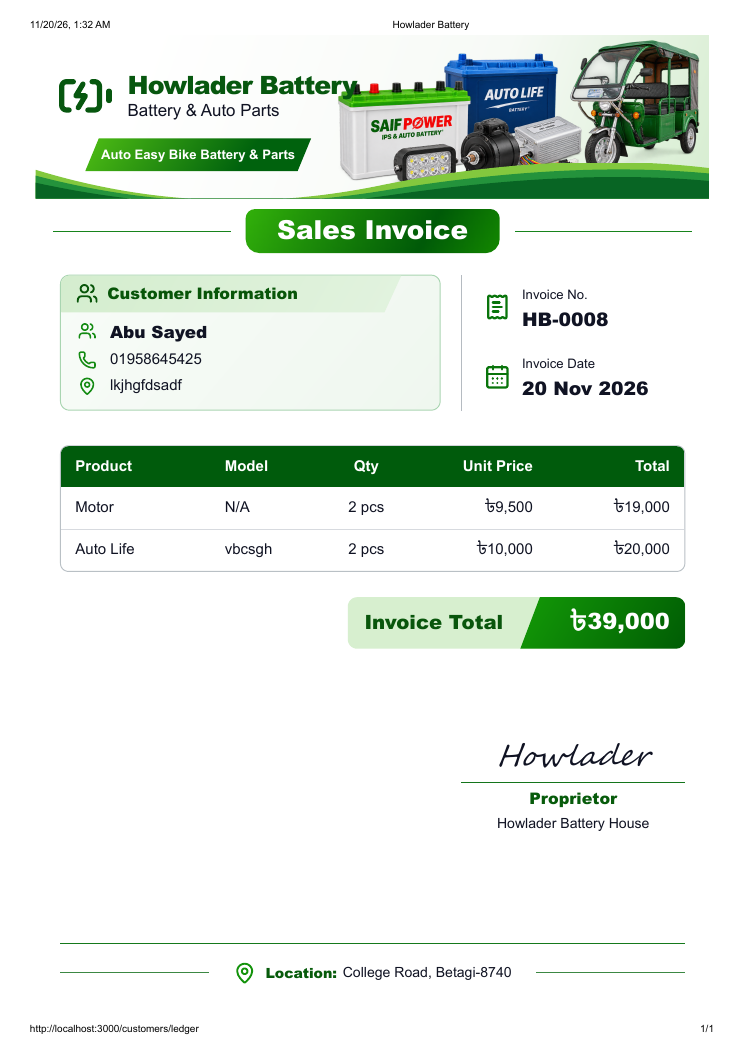 11/20/26, 1:32 AM
Howlader Battery
Howlader Battery
Battery & Auto Parts
Auto Easy Bike Battery & Parts
SAIF POWER
IPS & AUTO BATTERY
AUTO LIFE
BATTERY
Sales Invoice
Customer Information
Abu Sayed
01958645425
lkjhgfdsadf
Invoice No.
HB-0008
Invoice Date
20 Nov 2026
Product Model Qty Unit Price Total
Motor N/A 2 pcs ৳9,500 ৳19,000
Auto Life vbcsgh 2 pcs ৳10,000 ৳20,000
Invoice Total ৳39,000
Howlader
Proprietor
Howlader Battery House
Location: College Road, Betagi-8740
http://localhost:3000/customers/ledger
1/1